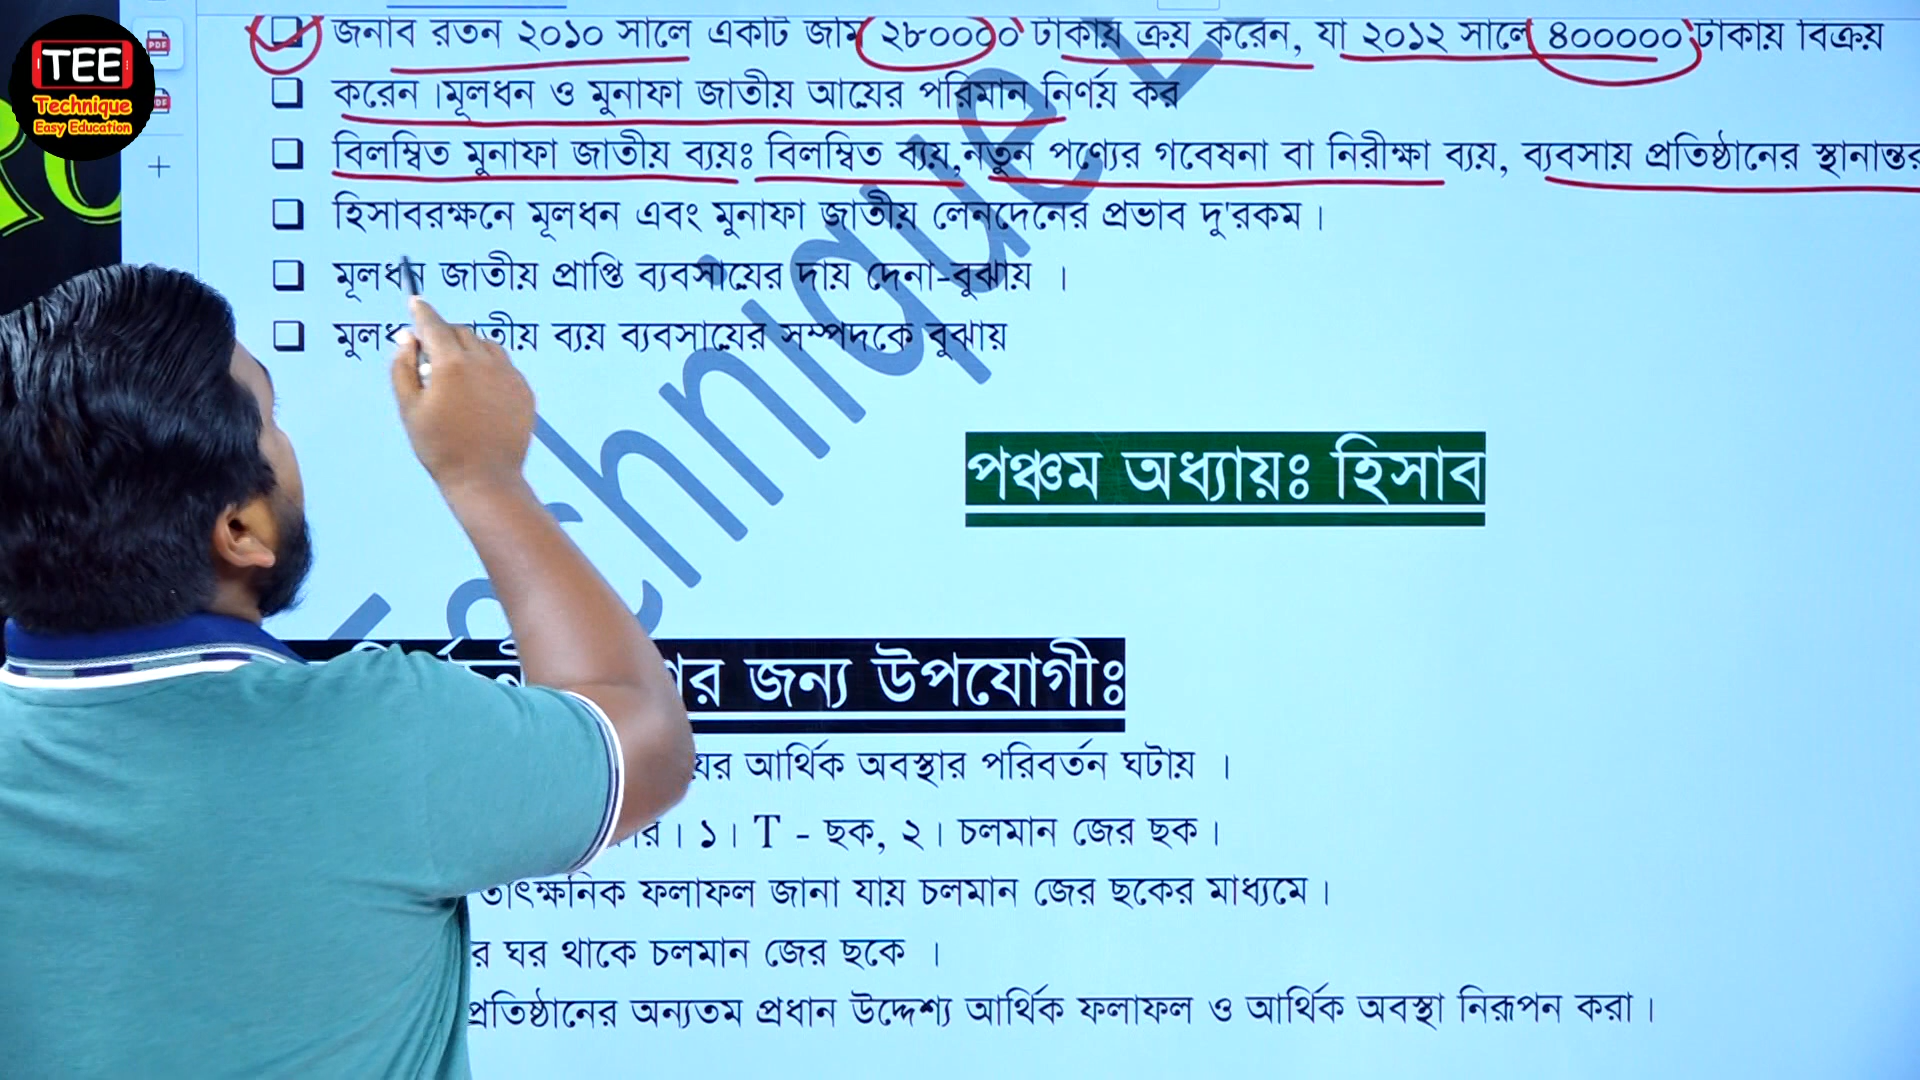 TEE
Technique
Easy Education
PDF
জনাব রতন ২০১০ সালে একটি জমি ২৮০০০০ টাকায় ক্রয় করেন, যা ২০১২ সালে ৪০০০০০ টাকায় বিক্রয়
করেন ।মূলধন ও মুনাফা জাতীয় আয়ের পরিমান নির্ণয় কর
বিলম্বিত মুনাফা জাতীয় ব্যয়ঃ বিলম্বিত ব্যয়,নতুন পণ্যের গবেষনা বা নিরীক্ষা ব্যয়, ব্যবসায় প্রতিষ্ঠানের
হিসাবরক্ষনে মূলধন এবং মুনাফা জাতীয় লেনদেনের প্রভাব দু'রকম ।
মূলধন জাতীয় প্রাপ্তি ব্যবসায়ের দায় দেনা-বুঝায় ।
ব্যয় ব্যবসায়ের সম্পদকে বুঝায়
পঞ্চম অধ্যায়ঃ হিসাব
জন্য উপযোগীঃ
আর্থিক অবস্থার পরিবর্তন ঘটায় ।
১। T - ছক, ২। চলমান জের ছক।
তাৎক্ষনিক ফলাফল জানা যায় চলমান জের ছকের মাধ্যমে।
র ঘর থাকে চলমান জের ছকে ।
প্রতিষ্ঠানের অন্যতম প্রধান উদ্দেশ্য আর্থিক ফলাফল ও আর্থিক অবস্থা নিরূপন করা।